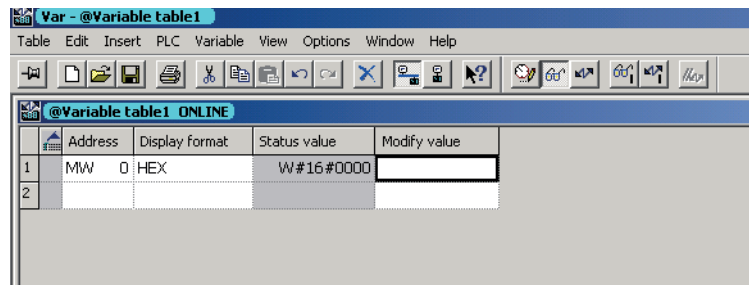 Var - @Variable table1
Table Edit Insert PLC Variable View Options Window Help
@Variable table1 ONLINE
Address Display format Status value Modify value
1 MW 0 HEX W#16#0000
2